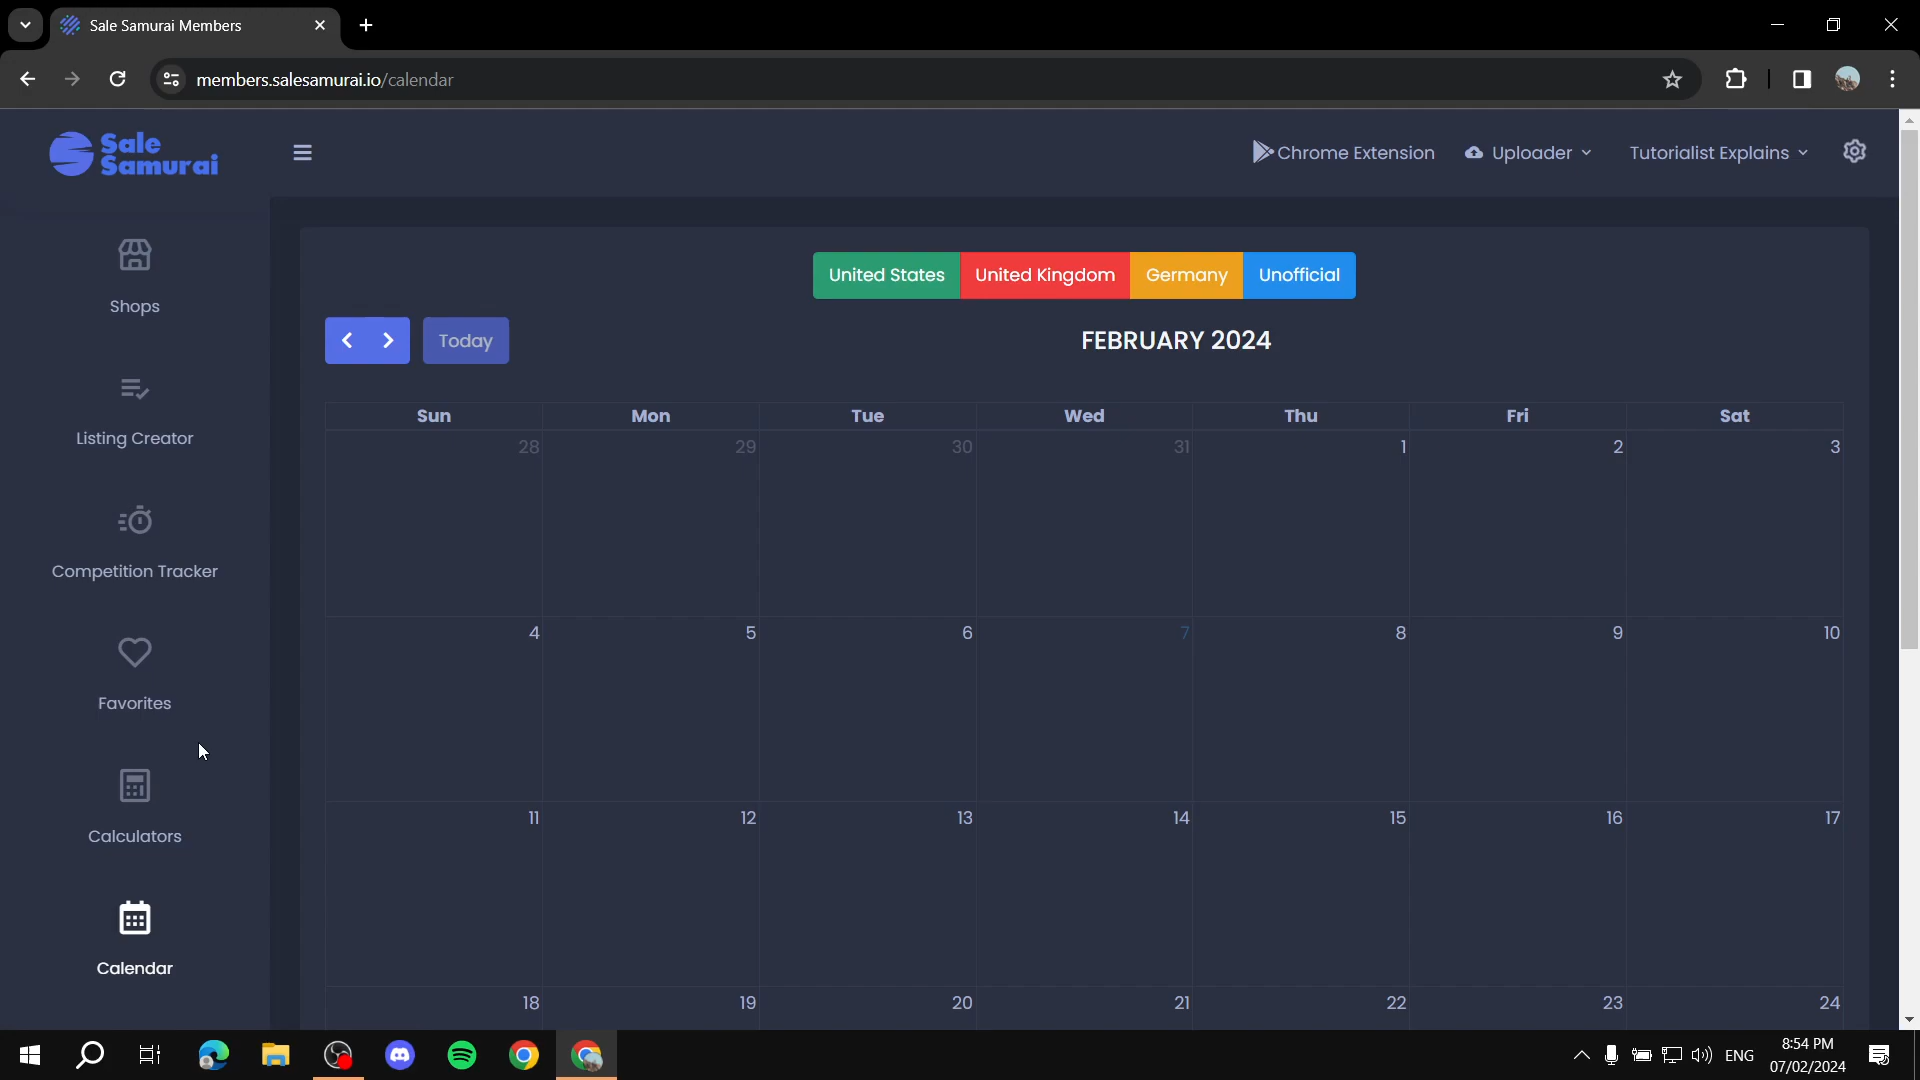 Sale Samurai Members
members.salesamurai.io/calendar
Sale
Samurai
Chrome Extension
Uploader
Tutorialist Explains
Shops
Listing Creator
Competition Tracker
Favorites
Calculators
Calendar
United States
United Kingdom
Germany
Unofficial
Today
FEBRUARY 2024
Sun Mon Tue Wed Thu Fri Sat
28 29 30 31 1 2 3
4 5 6 7 8 9 10
11 12 13 14 15 16 17
18 19 20 21 22 23 24
ENG
8:54 PM
07/02/2024